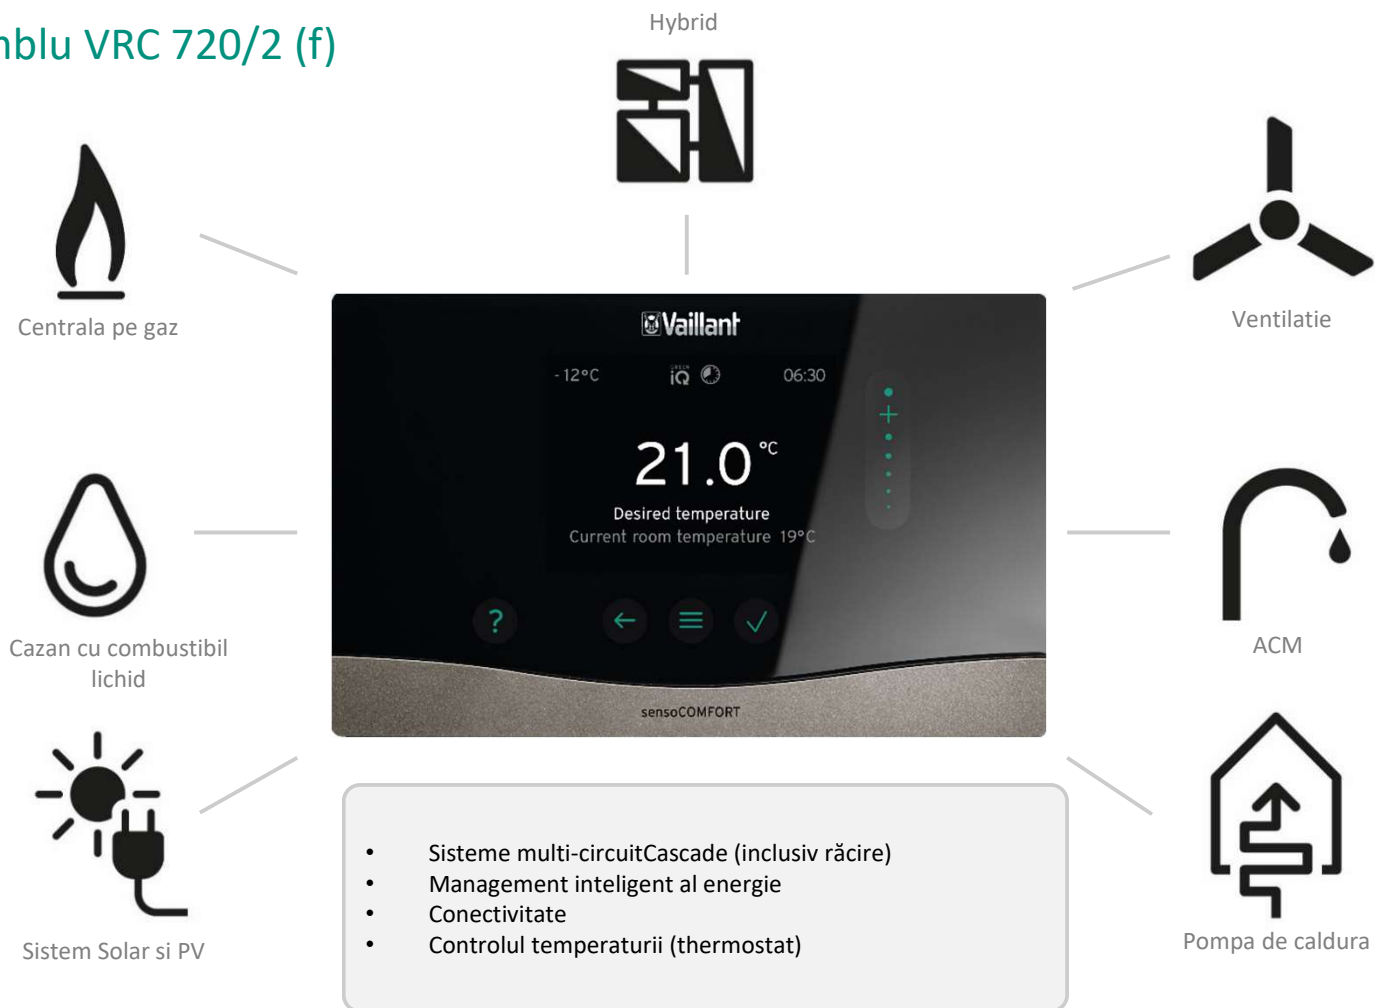 mblu VRC 720/2 (f)
Hybrid
Centrala pe gaz
Ventilatie
Vaillant
-12°C
iQ
06:30
21.0 °C
Desired temperature
Current room temperature 19°C
?
Cazan cu combustibil
lichid
ACM
sensoCOMFORT
• Sisteme multi-circuitCascade (inclusiv răcire)
• Management inteligent al energie
• Conectivitate
• Controlul temperaturii (thermostat)
Sistem Solar si PV
Pompa de caldura